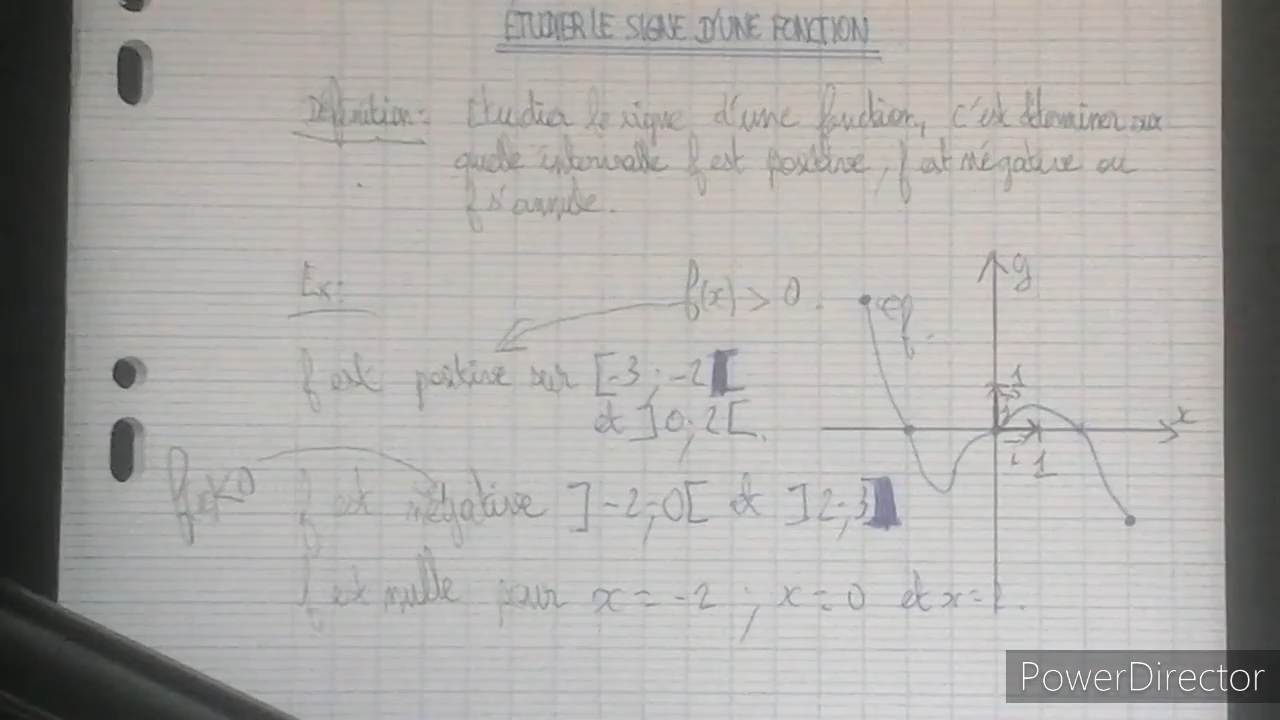 ETUDIER LE SIGNE D'UNE FONCTION
Définition: Etudier le signe d'une fonction, c'est déterminer sur
quelle intervalle f est positive, f est négative ou
f s'annule.
Ex:
f(x) > 0
Cf
y
f est positive sur [-3; -2[
et ]0; 2[.
1
j
x
i 1
f(x)<0
f est négative ]-2; 0[ et ]2; 3]
f est nulle pour x = -2 ; x = 0 et x=2.
PowerDirector